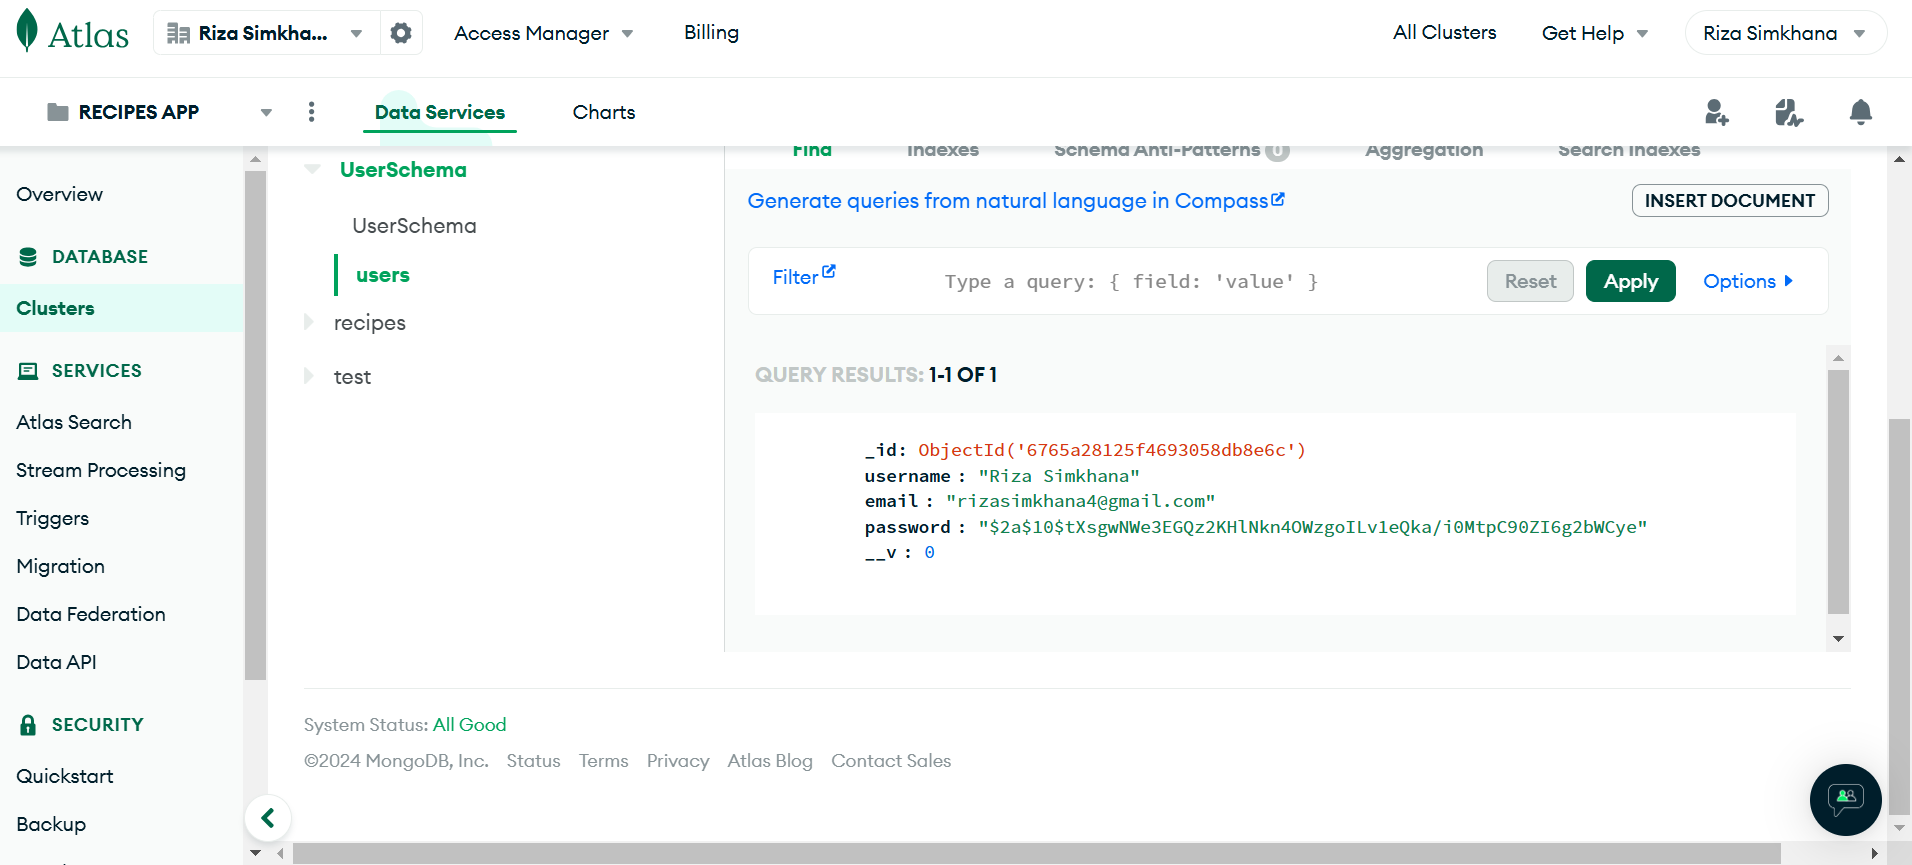 Atlas
Riza Simkha...
Access Manager
Billing
All Clusters
Get Help
Riza Simkhana
RECIPES APP
Data Services
Charts
Overview
DATABASE
Clusters
SERVICES
Atlas Search
Stream Processing
Triggers
Migration
Data Federation
Data API
SECURITY
Quickstart
Backup
UserSchema
UserSchema
users
recipes
test
Find
Indexes
Schema Anti-Patterns 0
Aggregation
Search Indexes
Generate queries from natural language in Compass
INSERT DOCUMENT
Filter
Type a query: { field: 'value' }
Reset
Apply
Options
QUERY RESULTS: 1-1 OF 1
_id: ObjectId('6765a28125f4693058db8e6c')
username : "Riza Simkhana"
email : "rizasimkhana4@gmail.com"
password : "$2a$10$tXsgwNWe3EGQz2KHlNkn4OWzgoILv1eQka/i0MtpC90ZI6g2bWCye"
__v : 0
System Status: All Good
©2024 MongoDB, Inc.
Status
Terms
Privacy
Atlas Blog
Contact Sales